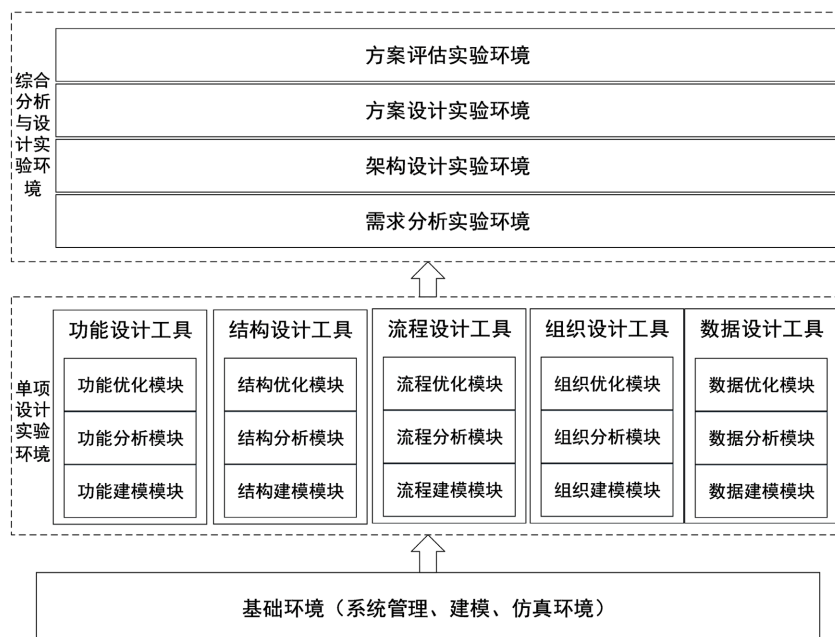 综合
分析
与设
计实
验环
境
方案评估实验环境
方案设计实验环境
架构设计实验环境
需求分析实验环境
单项
设计
实验
环境
功能设计工具
功能优化模块
功能分析模块
功能建模模块
结构设计工具
结构优化模块
结构分析模块
结构建模模块
流程设计工具
流程优化模块
流程分析模块
流程建模模块
组织设计工具
组织优化模块
组织分析模块
组织建模模块
数据设计工具
数据优化模块
数据分析模块
数据建模模块
基础环境（系统管理、建模、仿真环境）